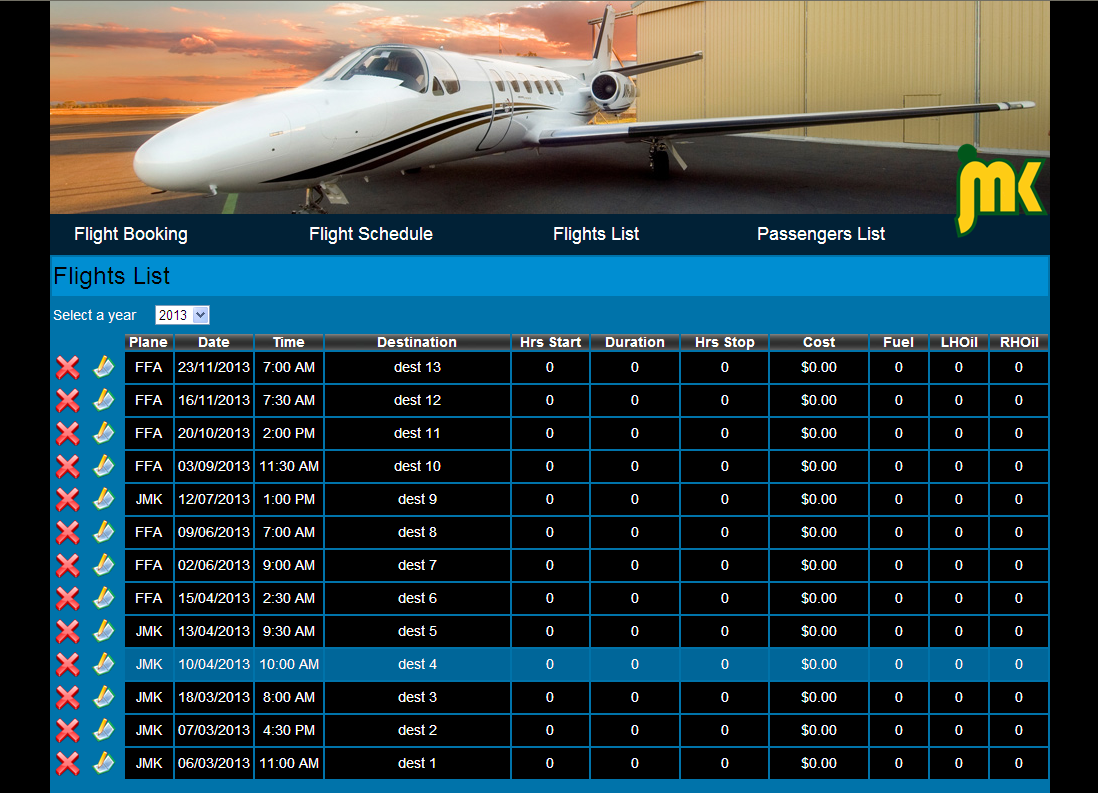 jmk
Flight Booking Flight Schedule Flights List Passengers List
Flights List
Select a year 2013
Plane Date Time Destination Hrs Start Duration Hrs Stop Cost Fuel LHOil RHOil
FFA 23/11/2013 7:00 AM dest 13 0 0 0 $0.00 0 0 0
FFA 16/11/2013 7:30 AM dest 12 0 0 0 $0.00 0 0 0
FFA 20/10/2013 2:00 PM dest 11 0 0 0 $0.00 0 0 0
FFA 03/09/2013 11:30 AM dest 10 0 0 0 $0.00 0 0 0
JMK 12/07/2013 1:00 PM dest 9 0 0 0 $0.00 0 0 0
FFA 09/06/2013 7:00 AM dest 8 0 0 0 $0.00 0 0 0
FFA 02/06/2013 9:00 AM dest 7 0 0 0 $0.00 0 0 0
FFA 15/04/2013 2:30 AM dest 6 0 0 0 $0.00 0 0 0
JMK 13/04/2013 9:30 AM dest 5 0 0 0 $0.00 0 0 0
JMK 10/04/2013 10:00 AM dest 4 0 0 0 $0.00 0 0 0
JMK 18/03/2013 8:00 AM dest 3 0 0 0 $0.00 0 0 0
JMK 07/03/2013 4:30 PM dest 2 0 0 0 $0.00 0 0 0
JMK 06/03/2013 11:00 AM dest 1 0 0 0 $0.00 0 0 0